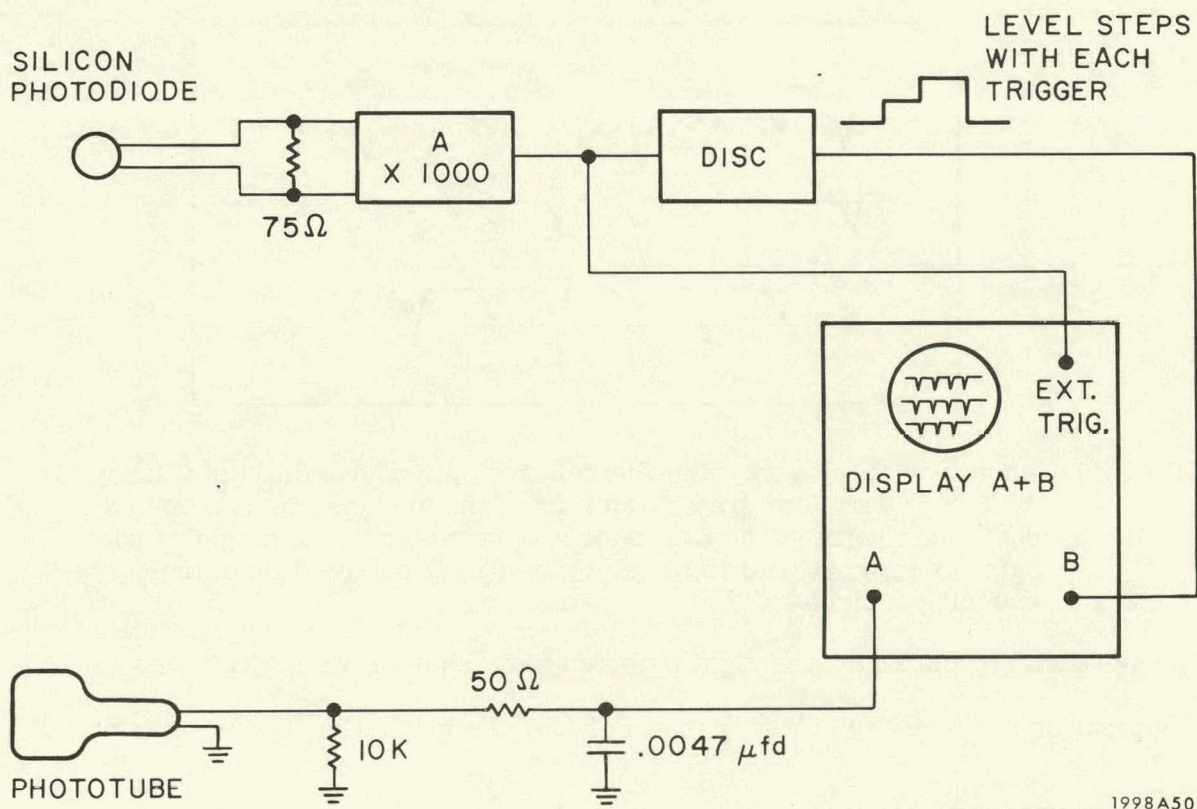 LEVEL STEPS
WITH EACH
TRIGGER
SILICON
PHOTODIODE
A
X 1000
DISC
75Ω
EXT.
TRIG.
DISPLAY A+B
A
B
50 Ω
10K
.0047 μfd
PHOTOTUBE
1998A50